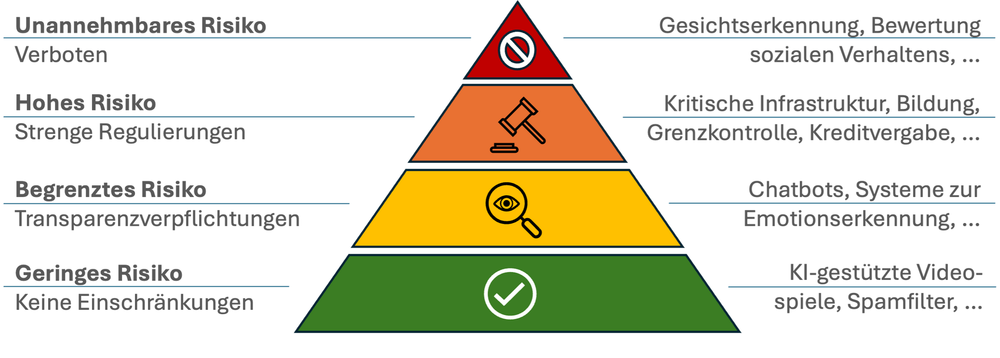 Unannehmbares Risiko
Verboten
Gesichtserkennung, Bewertung
sozialen Verhaltens, ...
Hohes Risiko
Strenge Regulierungen
Kritische Infrastruktur, Bildung,
Grenzkontrolle, Kreditvergabe, ...
Begrenztes Risiko
Transparenzverpflichtungen
Chatbots, Systeme zur
Emotionserkennung, ...
Geringes Risiko
Keine Einschränkungen
KI-gestützte Video-
spiele, Spamfilter, ...